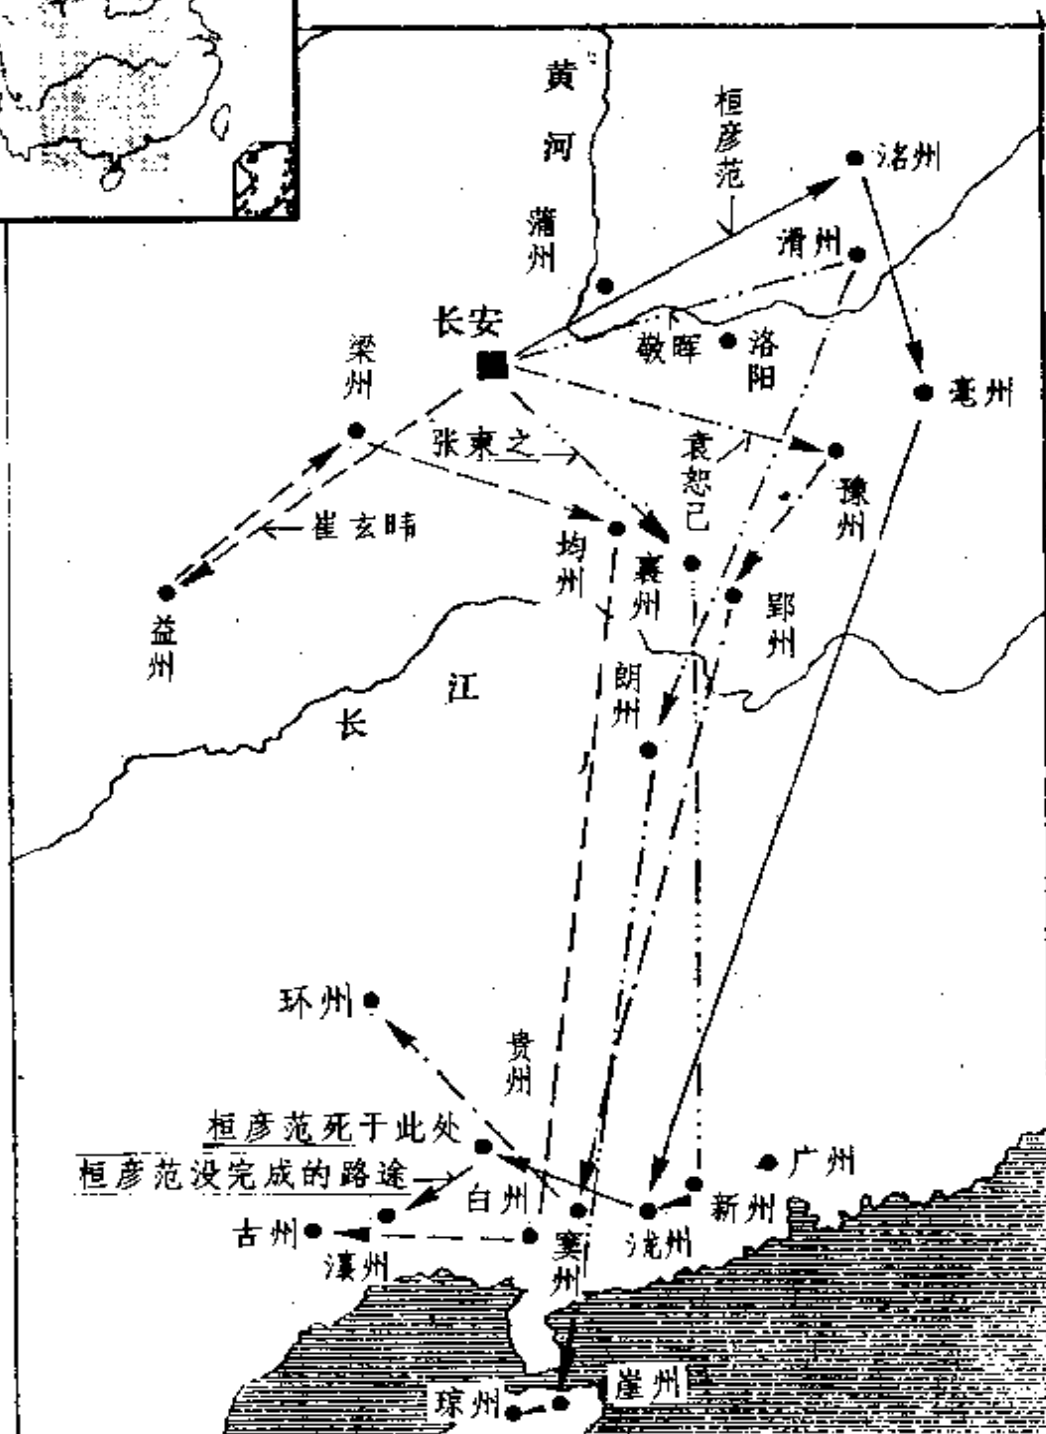 黄河
桓彦范
洺州
蒲州
滑州
长安
敬晖
洛阳
梁州
亳州
张柬之
袁恕己
豫州
崔玄暐
均州
襄州
郢州
益州
朗州
长江
环州
贵州
桓彦范死于此处
桓彦范没完成的路途
广州
白州
新州
古州
瀼州
窦州
泷州
崖州
琼州